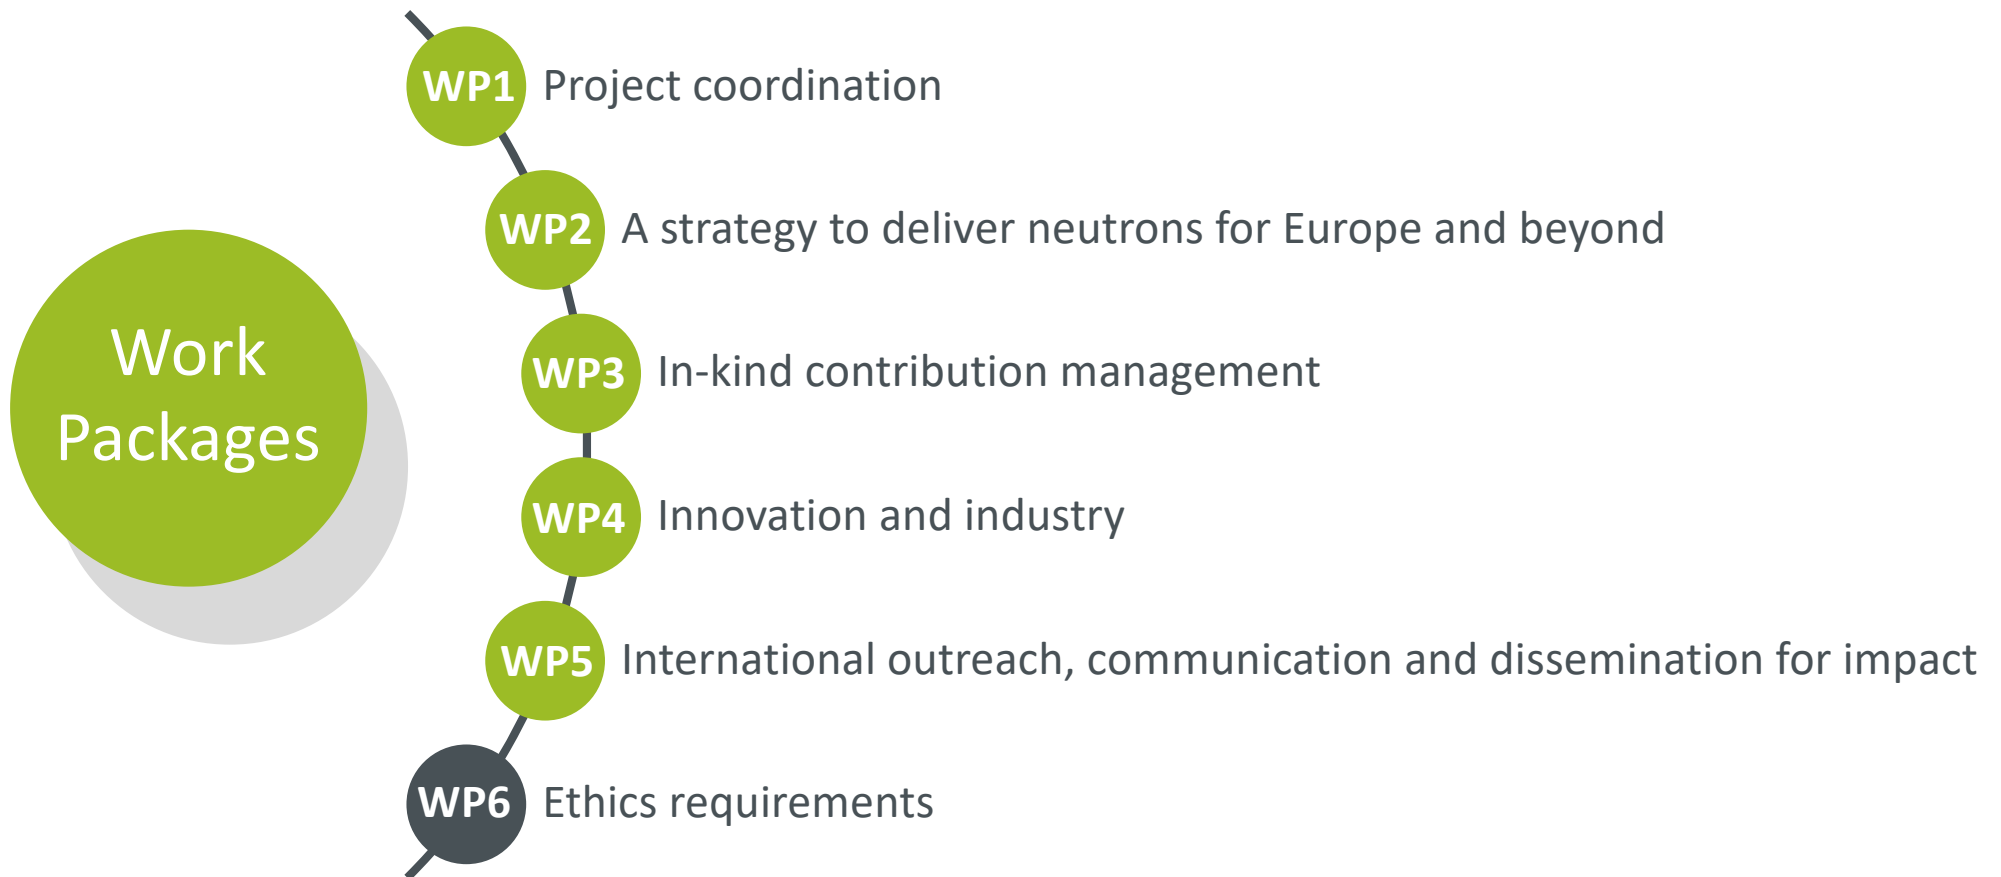 Work
Packages
WP1 Project coordination
WP2 A strategy to deliver neutrons for Europe and beyond
WP3 In-kind contribution management
WP4 Innovation and industry
WP5 International outreach, communication and dissemination for impact
WP6 Ethics requirements